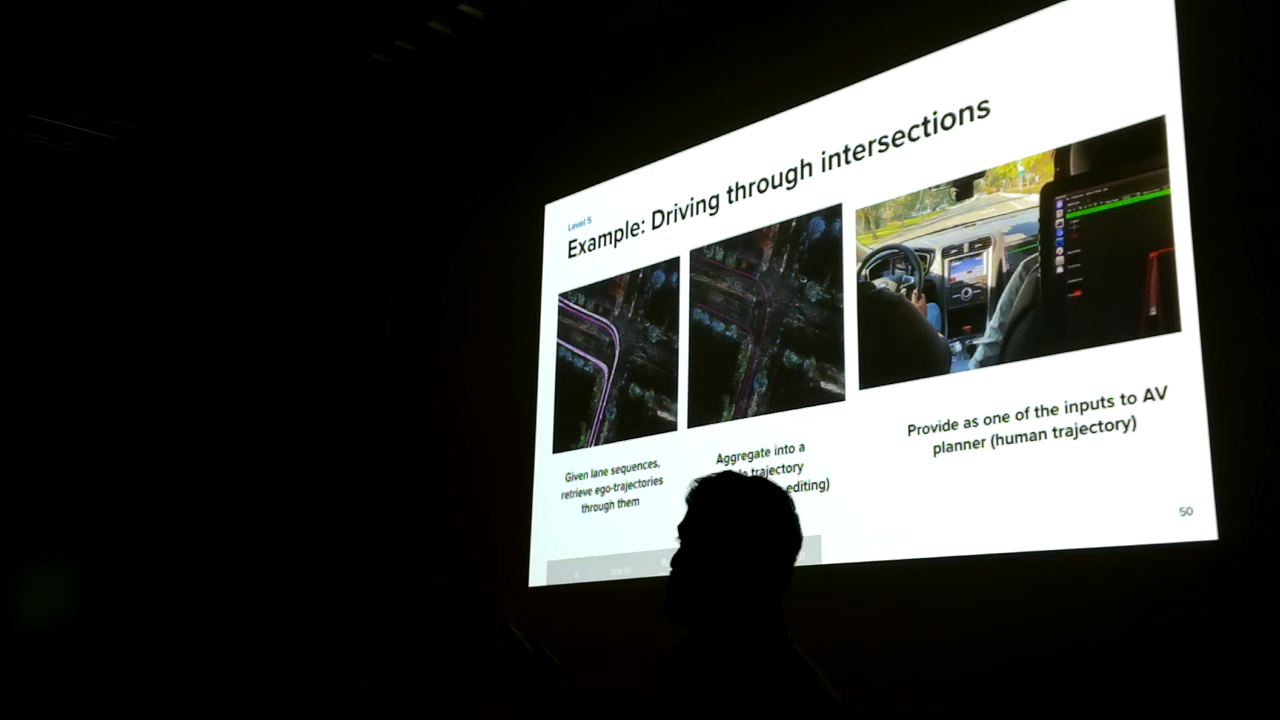 Level 5
Example: Driving through intersections
Given lane sequences,
retrieve ego-trajectories
through them
Aggregate into a
trajectory
editing)
Provide as one of the inputs to AV
planner (human trajectory)
50